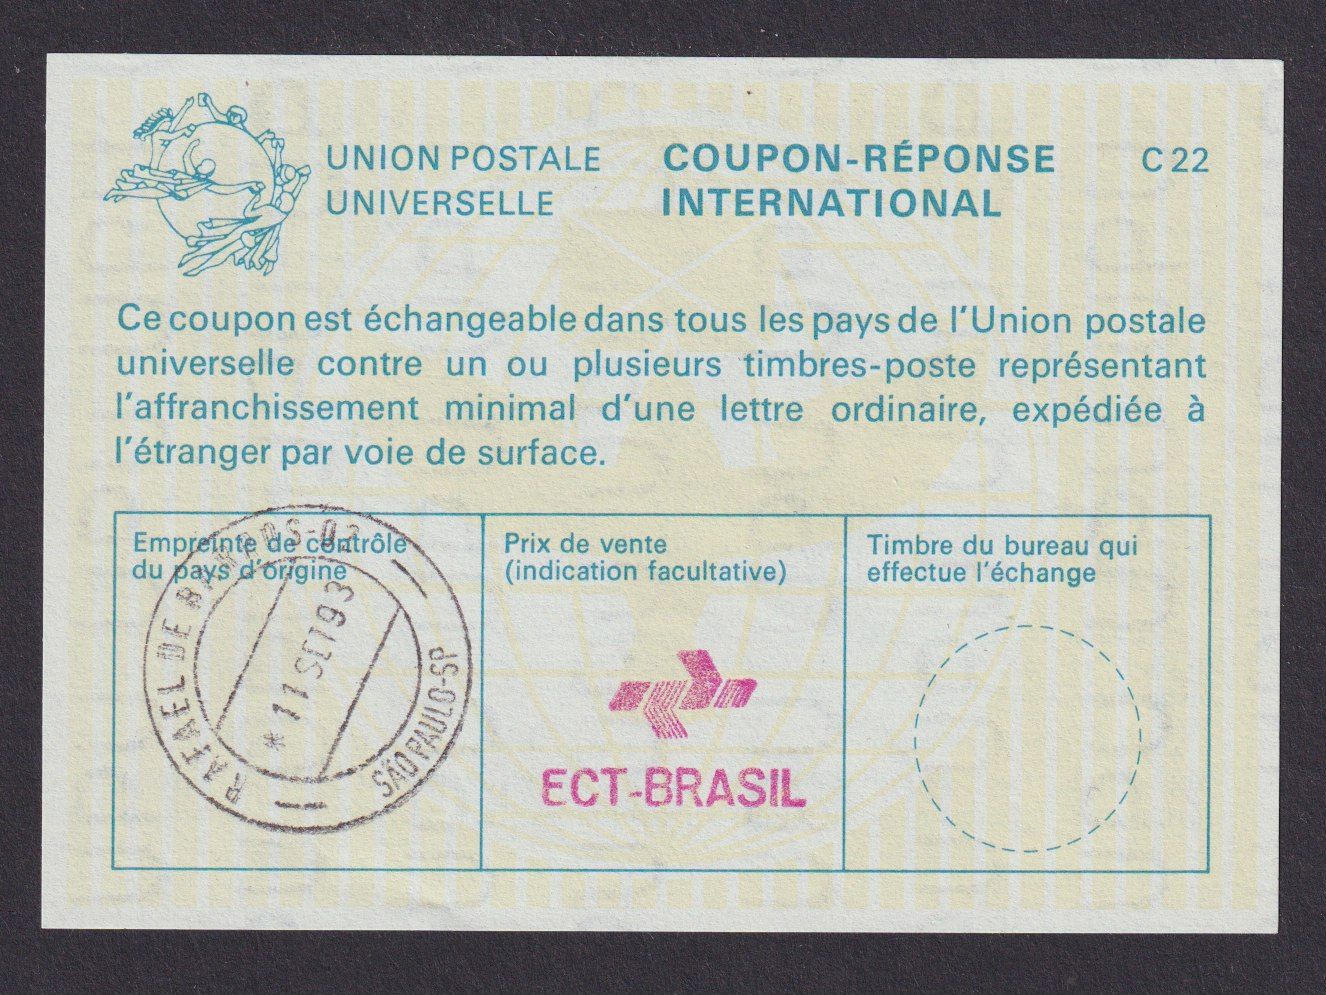 UNION POSTALE
UNIVERSELLE
COUPON-RÉPONSE
INTERNATIONAL
C 22
Ce coupon est échangeable dans tous les pays de l'Union postale
universelle contre un ou plusieurs timbres-poste représentant
l'affranchissement minimal d'une lettre ordinaire, expédiée à
l'étranger par voie de surface.
Empreinte de contrôle
du pays d'origine
RAFAEL DE BARROS-02
* 11 SET 93
SÃO PAULO-SP
Prix de vente
(indication facultative)
ECT-BRASIL
Timbre du bureau qui
effectue l'échange